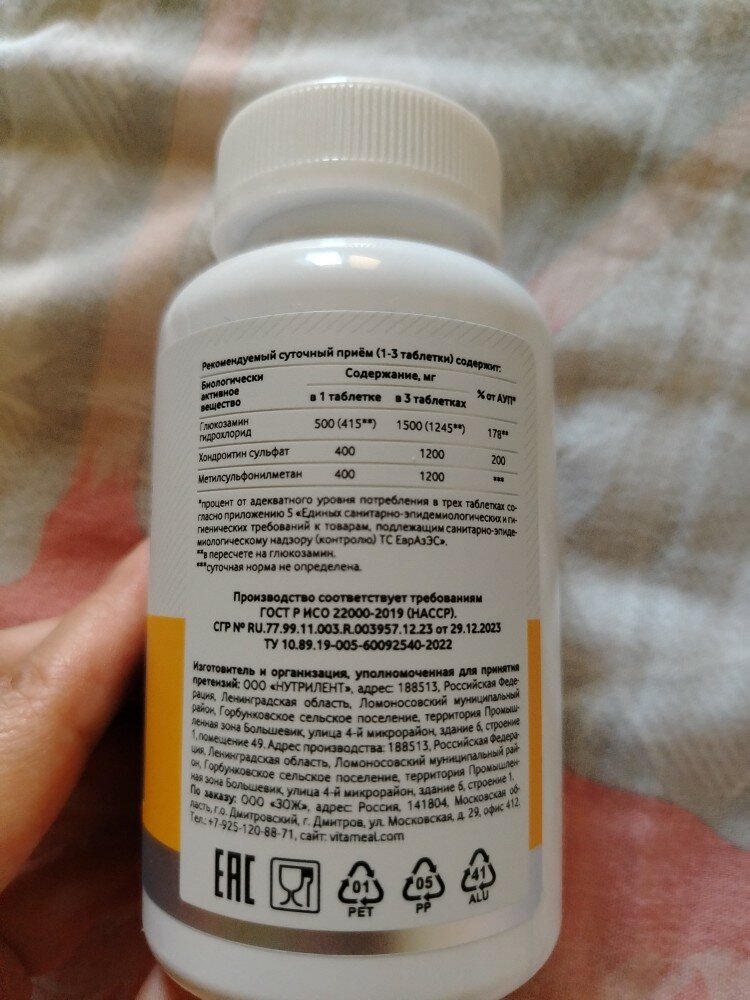 Рекомендуемый суточный приём (1-3 таблетки) содержит:
Биологически активное вещество
Содержание, мг
% от АУП*
в 1 таблетке
в 3 таблетках
Глюкозамин гидрохлорид 500 (415**) 1500 (1245**) 178**
Хондроитин сульфат 400 1200 200
Метилсульфонилметан 400 1200 ***
*процент от адекватного уровня потребления в трех таблетках со-
гласно приложению 5 «Единых санитарно-эпидемиологических и ги-
гиенических требований к товарам, подлежащим санитарно-эпиде-
миологическому надзору (контролю) ТС ЕврАзЭС».
**в пересчете на глюкозамин.
***суточная норма не определена.
Производство соответствует требованиям
ГОСТ Р ИСО 22000-2019 (HACCP).
СГР № RU.77.99.11.003.R.003957.12.23 от 29.12.2023
ТУ 10.89.19-005-60092540-2022
Изготовитель и организация, уполномоченная для принятия
претензий: ООО «НУТРИЛЕНТ», адрес: 188513, Российская Феде-
рация, Ленинградская область, Ломоносовский муниципальный
район, Горбунковское сельское поселение, территория Промыш-
ленная зона Большевик, улица 4-й микрорайон, здание 6, строение
1, помещение 49. Адрес производства: 188513, Российская Федера-
ция, Ленинградская область, Ломоносовский муниципальный рай-
он, Горбунковское сельское поселение, территория Промышлен-
ная зона Большевик, улица 4-й микрорайон, здание 6, строение 1.
По заказу: ООО «ЗОЖ», адрес: Россия, 141804, Московская об-
ласть, г.о. Дмитровский, г. Дмитров, ул. Московская, д. 29, офис 412.
Тел.: +7-925-120-88-71, сайт: vitameal.com
EAC
01
PET
05
PP
41
ALU